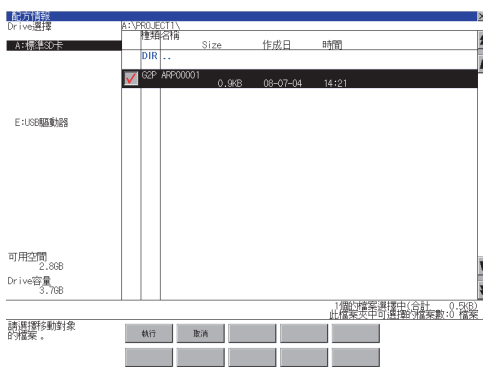 配方情報
Drive選擇
A:\PROJECT1\
種類 名稱
Size 作成日 時間
A:標準SD卡
DIR ..
G2P ARP00001
0.9KB 08-07-04 14:21
E:USB驅動器
可用空間
2.8GB
Drive容量
3.7GB
1個的檔案選擇中(合計 0.5KB)
此檔案夾中可選擇的檔案數:0 檔案
請選擇移動對象
的檔案。
執行 取消